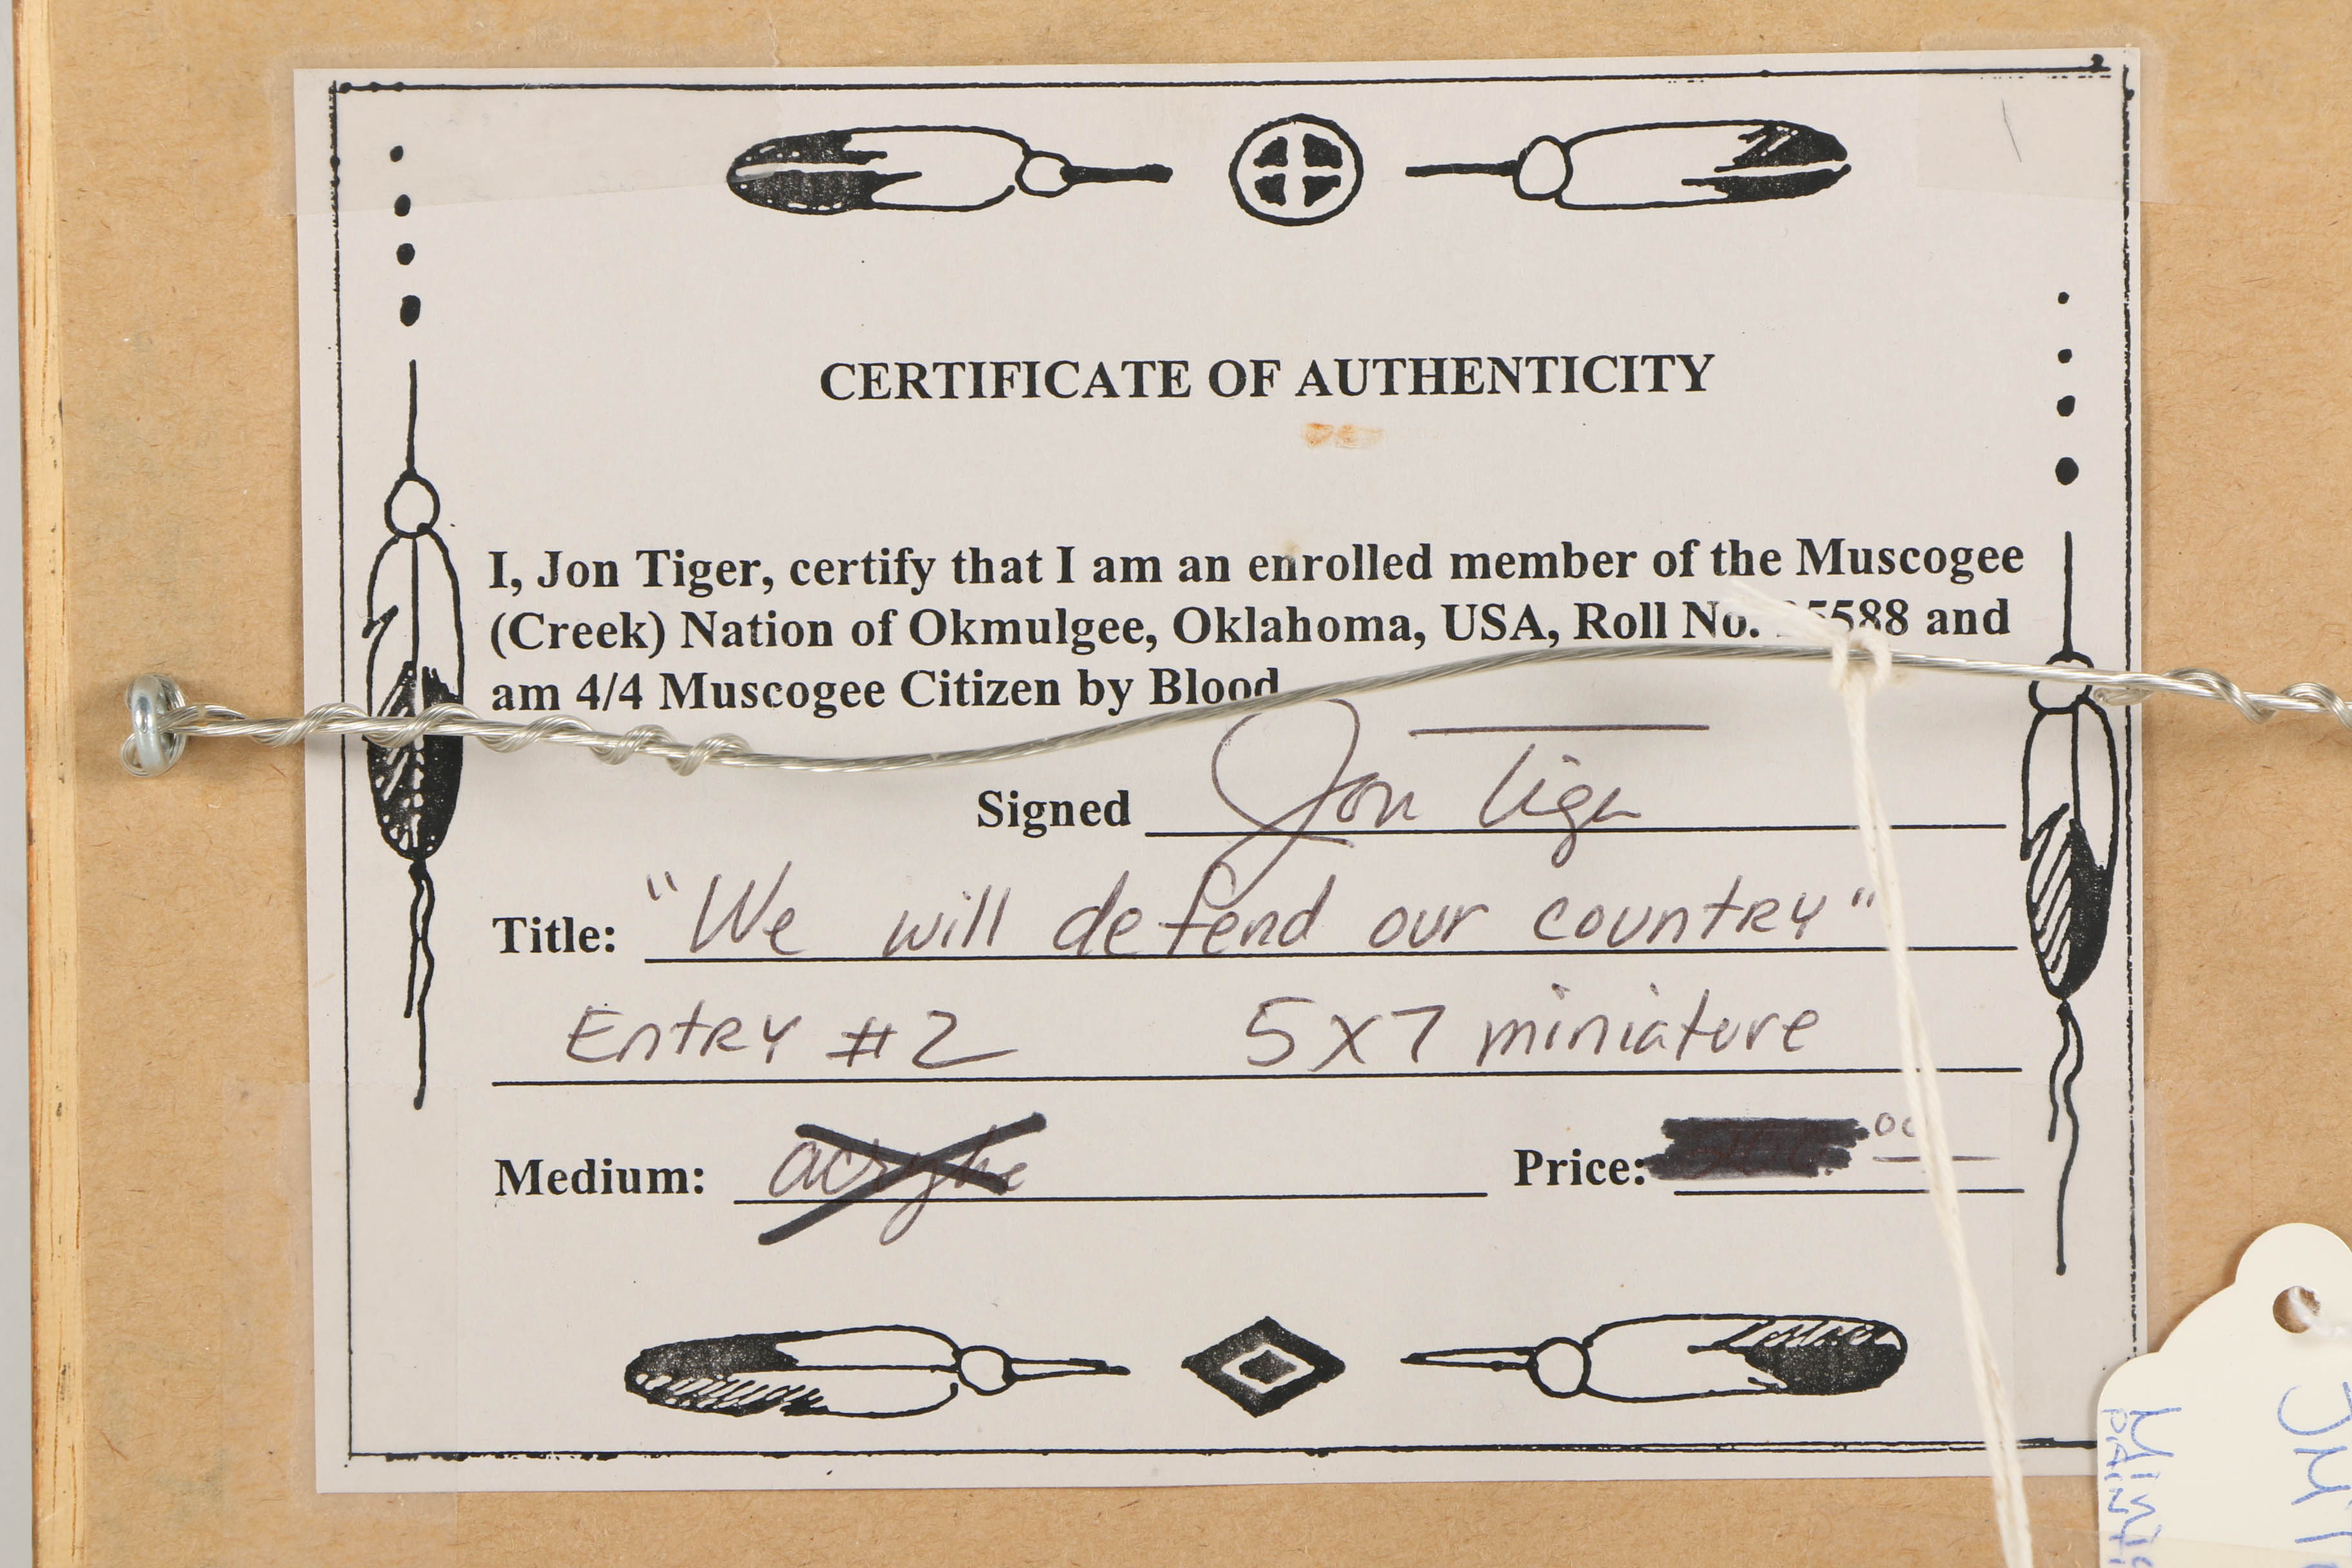 CERTIFICATE OF AUTHENTICITY
I, Jon Tiger, certify that I am an enrolled member of the Muscogee
(Creek) Nation of Okmulgee, Oklahoma, USA, Roll No. 5588 and
am 4/4 Muscogee Citizen by Blood
Signed Jon Tiger
Title: "We will defend our country"
Entry #2 5x7 miniature
Medium: acrylic Price: 00